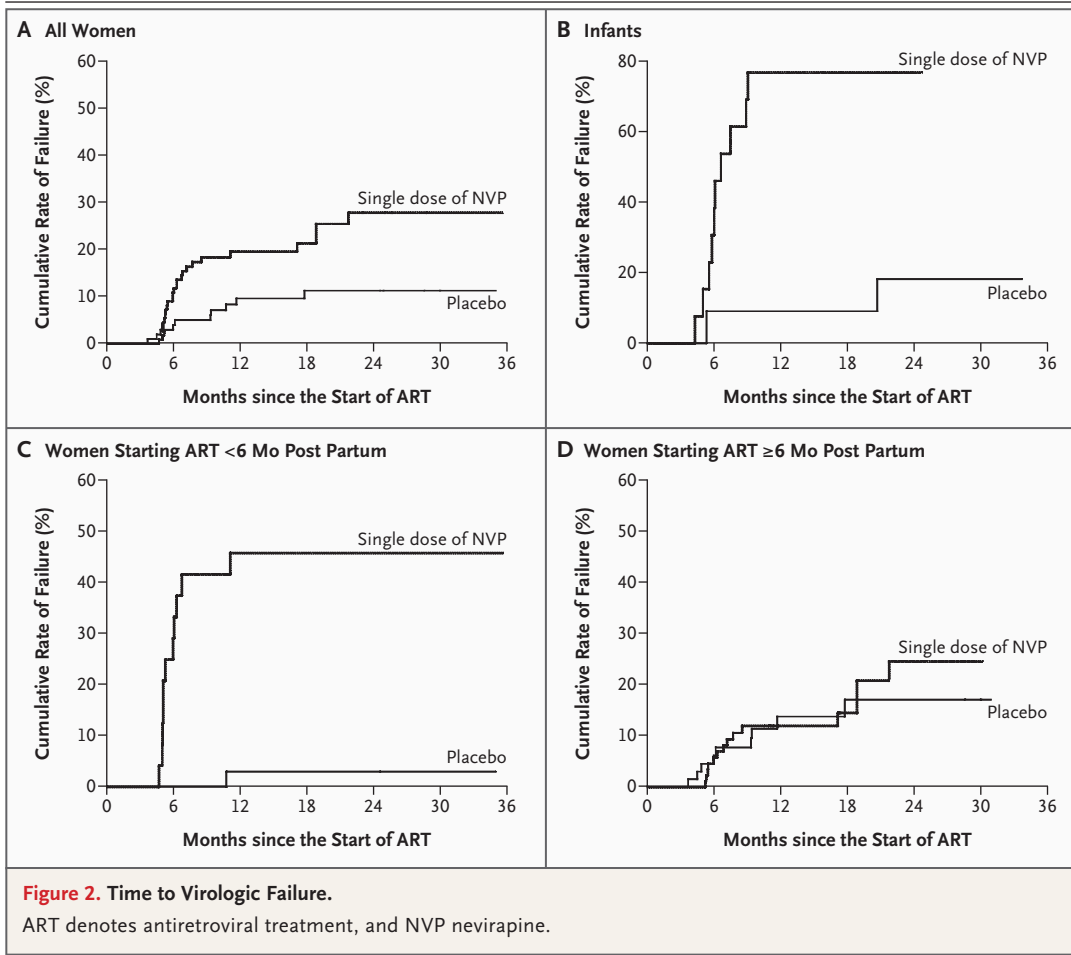 A All Women
Cumulative Rate of Failure (%)
60
50
40
30
20
10
0
Single dose of NVP
Placebo
0 6 12 18 24 30 36
Months since the Start of ART
B Infants
Cumulative Rate of Failure (%)
80
60
40
20
0
Single dose of NVP
Placebo
0 6 12 18 24 30 36
Months since the Start of ART
C Women Starting ART <6 Mo Post Partum
Cumulative Rate of Failure (%)
60
50
40
30
20
10
0
Single dose of NVP
Placebo
0 6 12 18 24 30 36
Months since the Start of ART
D Women Starting ART ≥6 Mo Post Partum
Cumulative Rate of Failure (%)
60
50
40
30
20
10
0
Single dose of NVP
Placebo
0 6 12 18 24 30 36
Months since the Start of ART
Figure 2. Time to Virologic Failure.
ART denotes antiretroviral treatment, and NVP nevirapine.